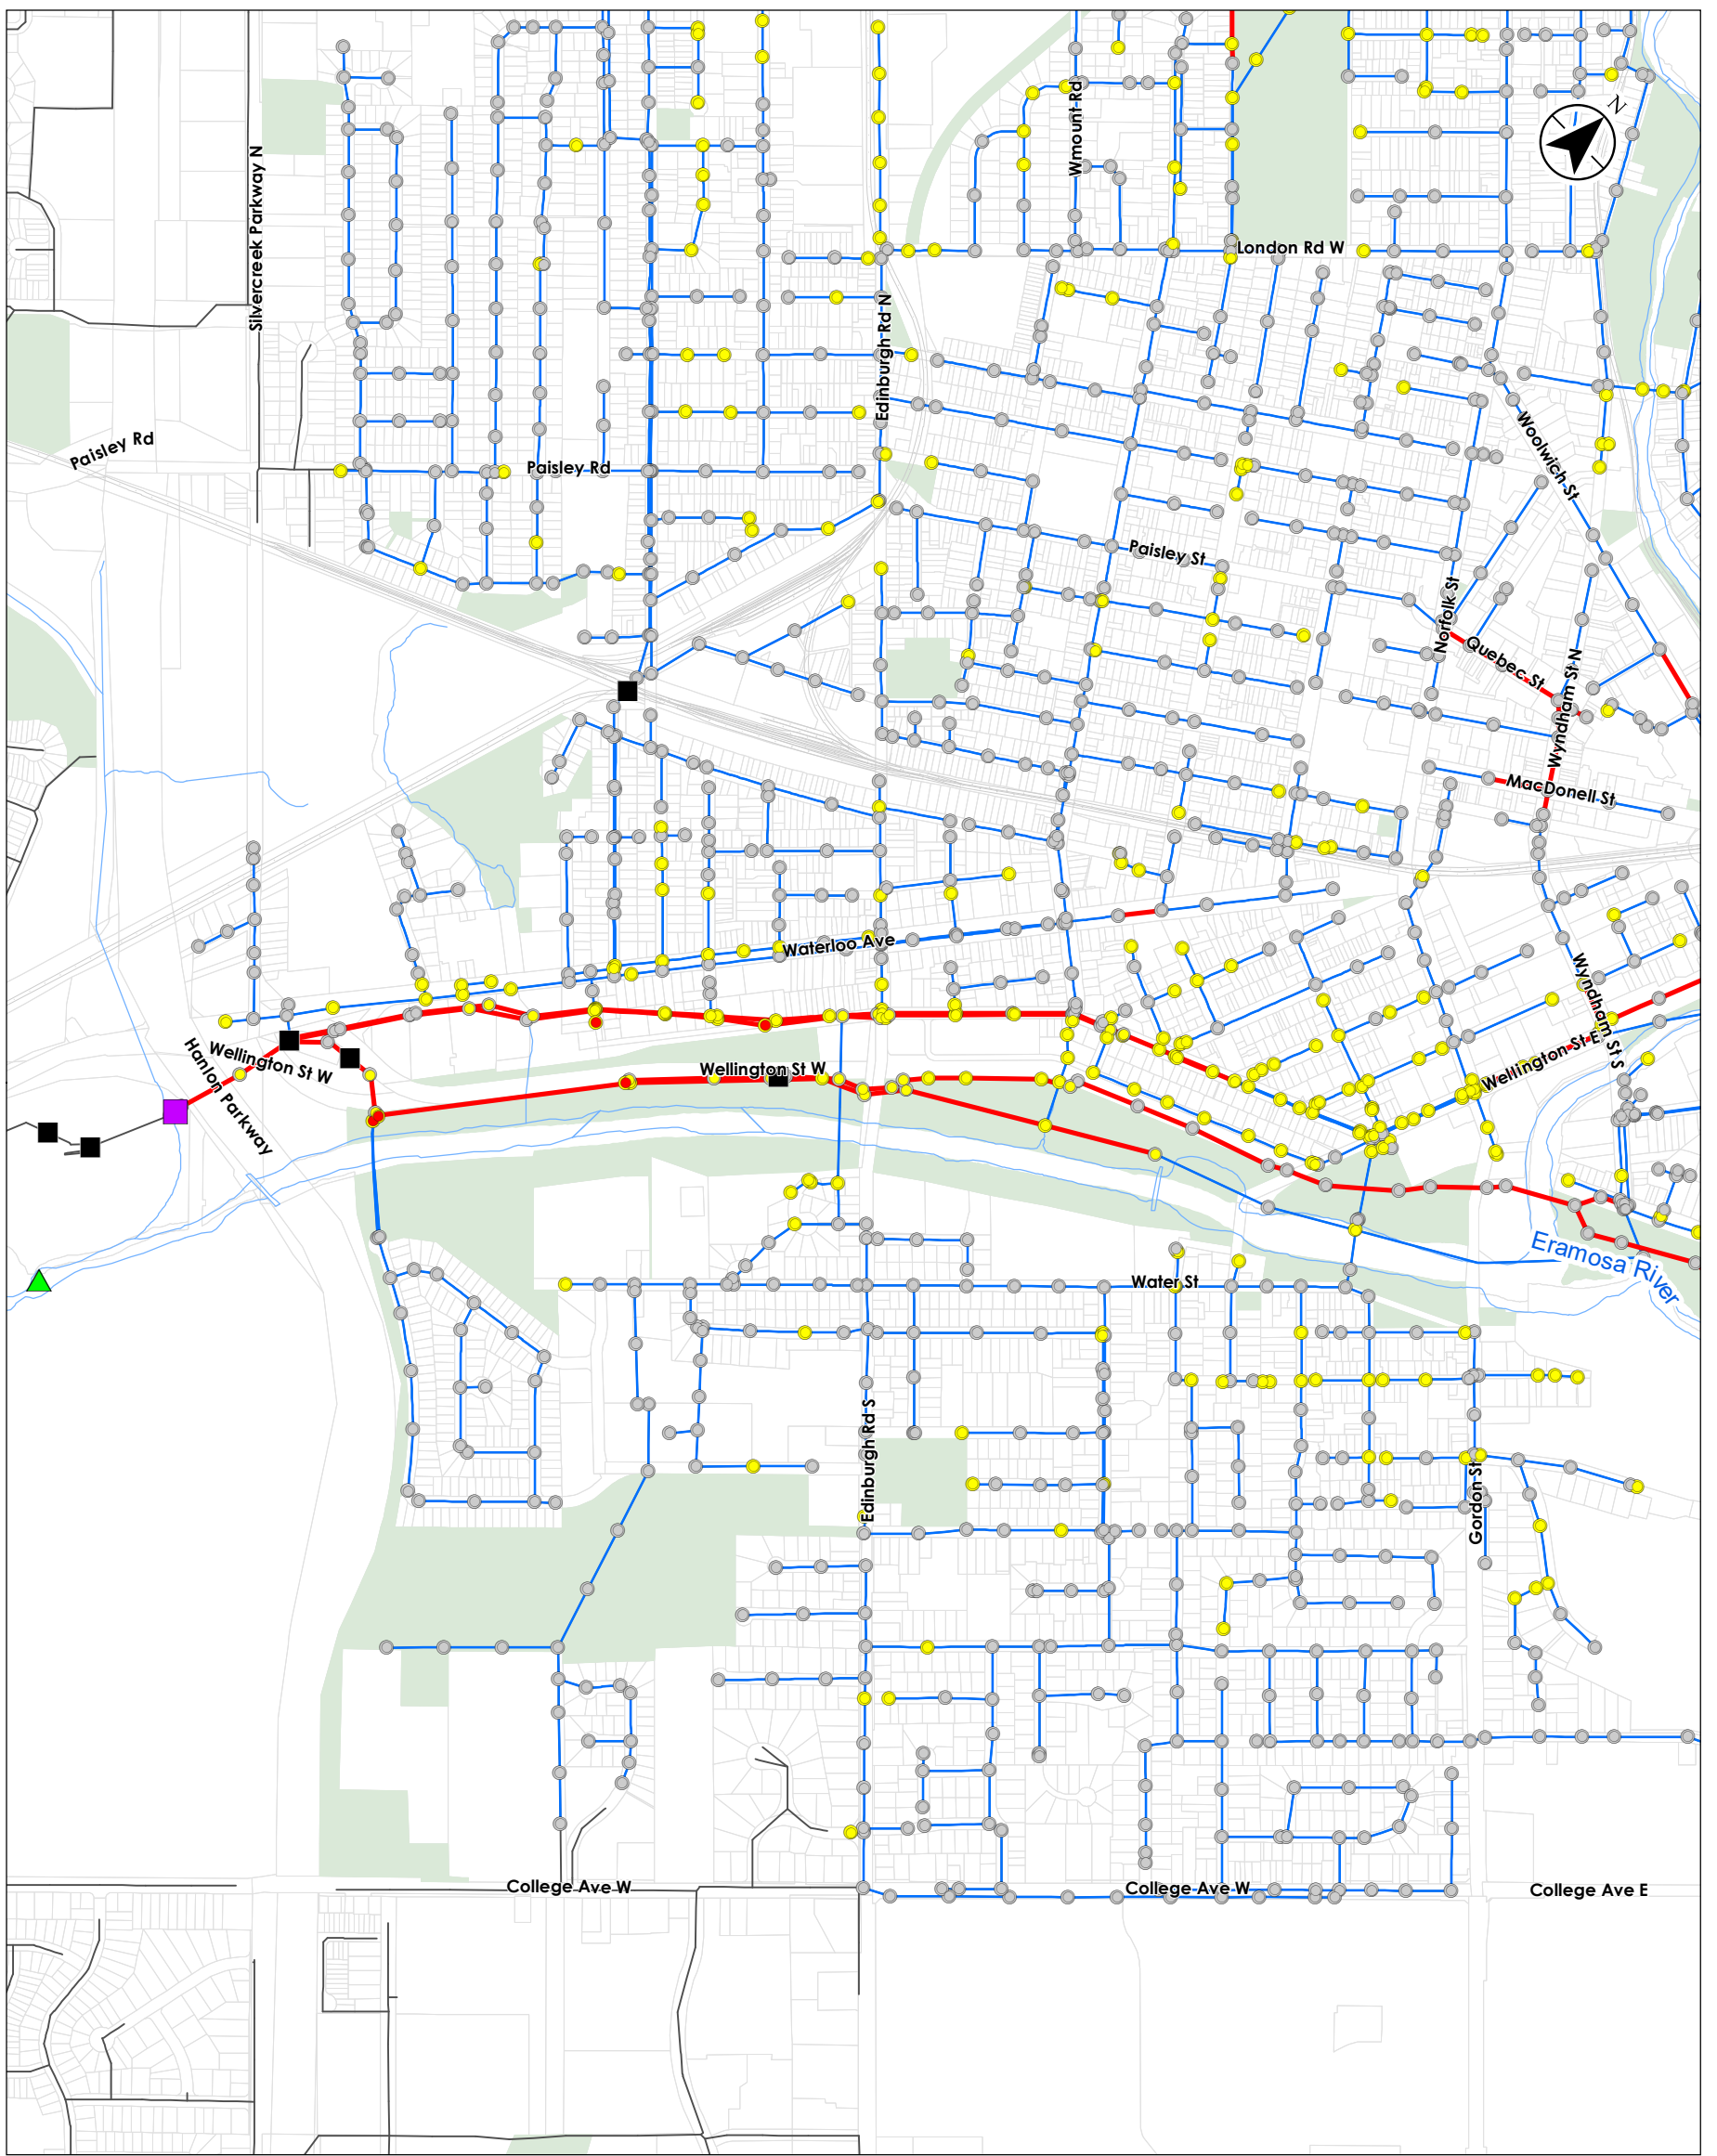 N
Wmount Rd
Silvercreek Parkway N
London Rd W
Edinburgh Rd N
Paisley Rd
Paisley Rd
Woolwich St
Paisley St
Norfolk St
Quebec St
Wyndham St N
MacDonell St
Waterloo Ave
Wyndham St S
Wellington St W
Wellington St W
Wellington St E
Hanlon Parkway
Eramosa River
Water St
Edinburgh Rd S
Gordon St
College Ave W
College Ave W
College Ave E